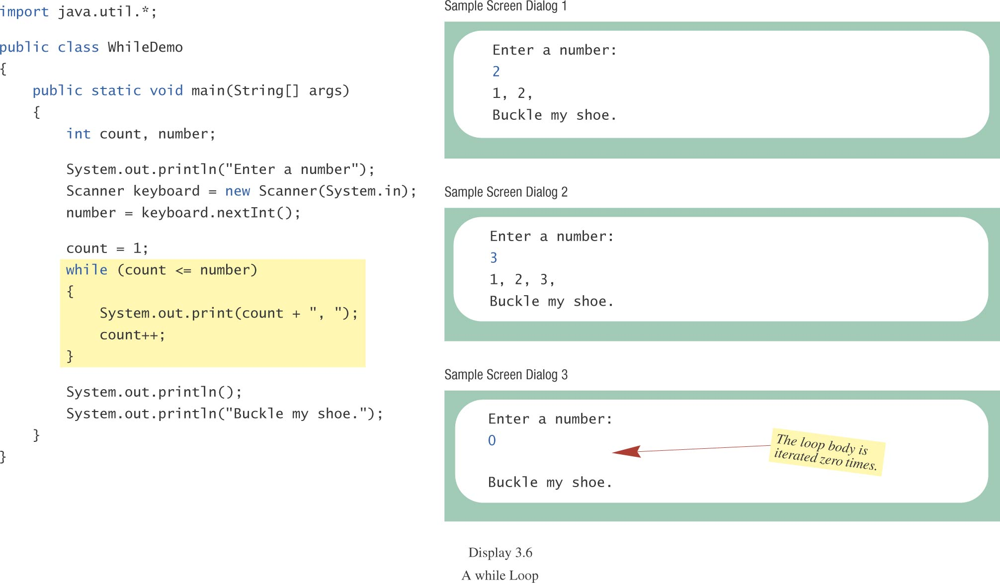 import java.util.*;
public class WhileDemo
{
    public static void main(String[] args)
    {
        int count, number;
        System.out.println("Enter a number");
        Scanner keyboard = new Scanner(System.in);
        number = keyboard.nextInt();
        count = 1;
        while (count <= number)
        {
            System.out.print(count + ", ");
            count++;
        }
        System.out.println();
        System.out.println("Buckle my shoe.");
    }
}
Sample Screen Dialog 1
Enter a number:
2
1, 2,
Buckle my shoe.
Sample Screen Dialog 2
Enter a number:
3
1, 2, 3,
Buckle my shoe.
Sample Screen Dialog 3
Enter a number:
0
The loop body is
iterated zero times.
Buckle my shoe.
Display 3.6
A while Loop